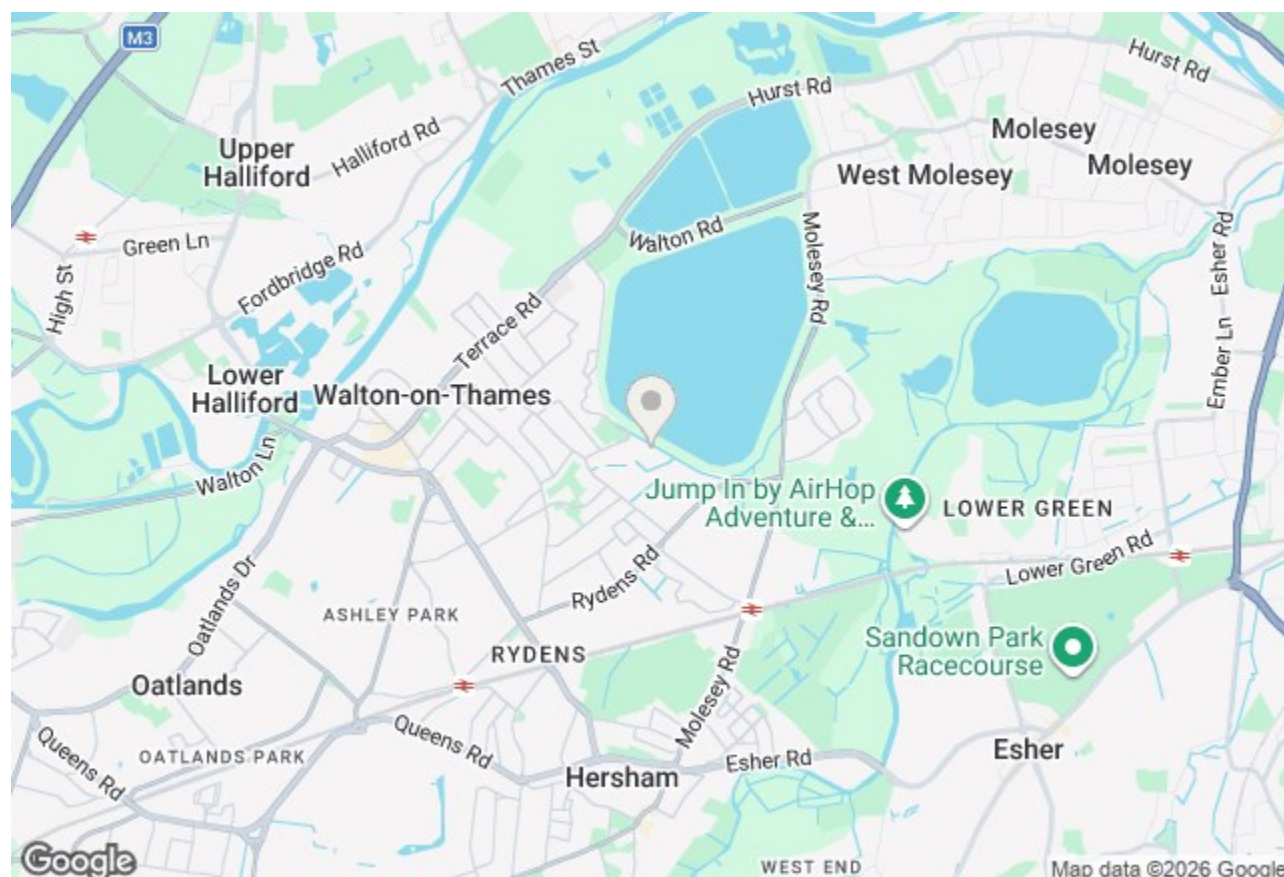 M3
Thames St
Hurst Rd
Hurst Rd
Upper
Halliford
Halliford Rd
Molesey
Molesey
West Molesey
Green Ln
Walton Rd
Molesey Rd
Esher Rd
High St
Fordbridge Rd
Terrace Rd
Ember Ln
Lower
Halliford
Walton-on-Thames
Walton Ln
Jump In by AirHop
Adventure &...
LOWER GREEN
Lower Green Rd
Oatlands Dr
Rydens Rd
ASHLEY PARK
Sandown Park
Racecourse
RYDENS
Oatlands
Molesey Rd
Queens Rd
Queens Rd
OATLANDS PARK
Esher Rd
Esher
Hersham
Google
WEST END
Map data ©2026 Google